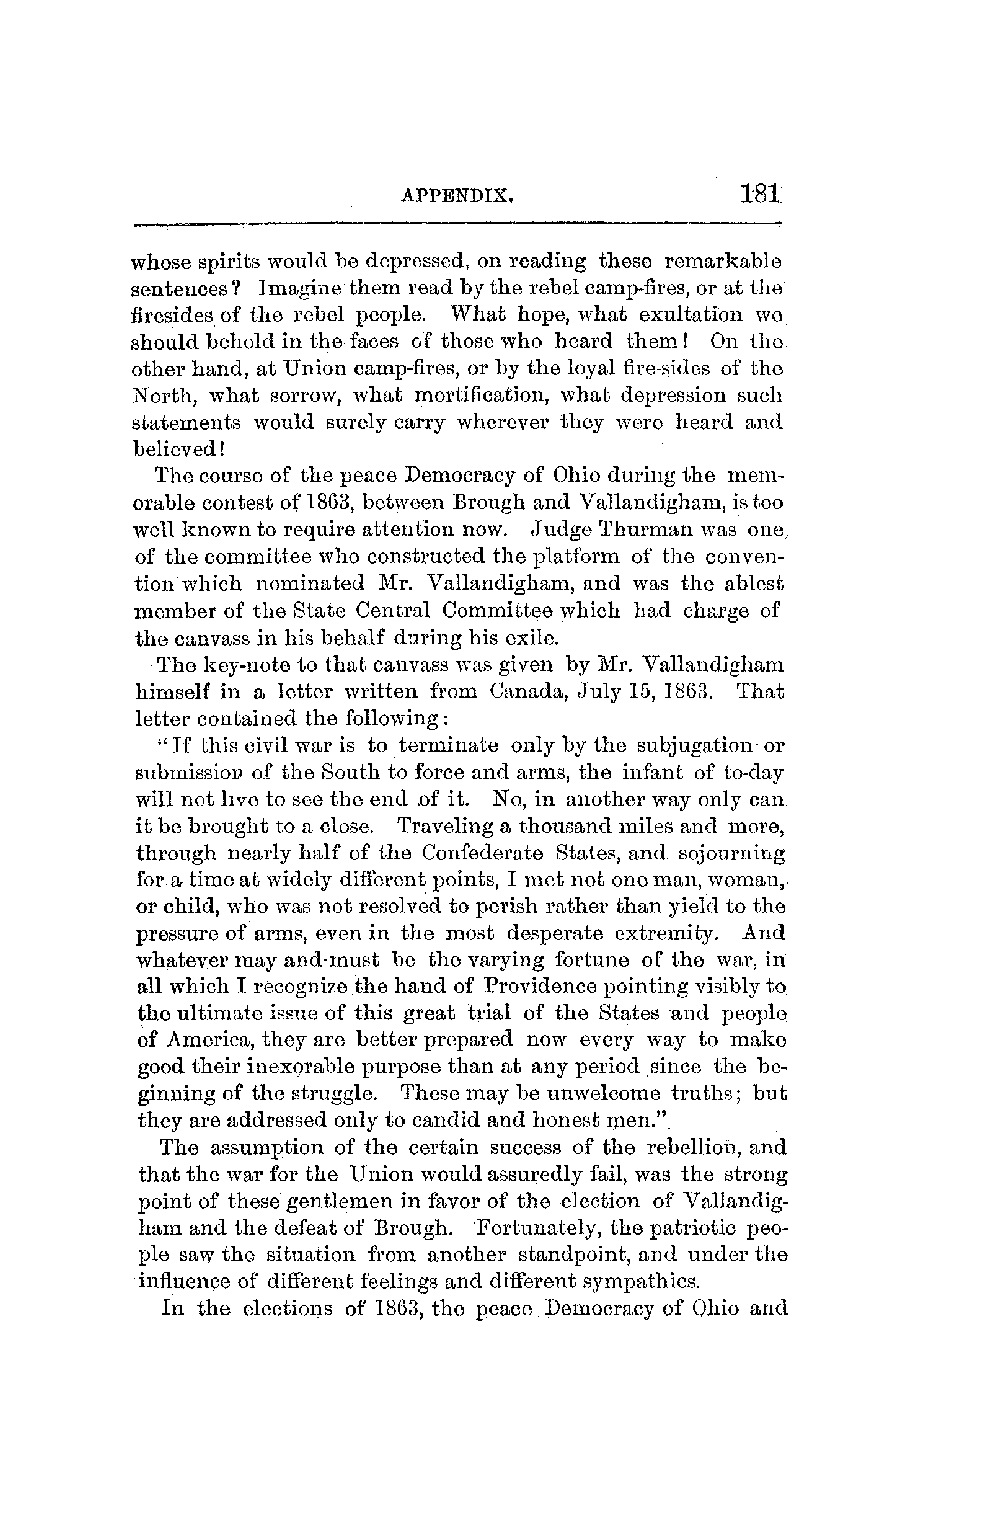 APPENDIX. 181
whose spirits would be depressed, on reading these remarkable
sentences? Imagine them read by the rebel camp-fires, or at the
firesides of the rebel people. What hope, what exultation we
should behold in the faces of those who heard them! On the
other hand, at Union camp-fires, or by the loyal fire-sides of the
North, what sorrow, what mortification, what depression such
statements would surely carry wherever they were heard and
believed!
The course of the peace Democracy of Ohio during the mem-
orable contest of 1863, between Brough and Vallandigham, is too
well known to require attention now. Judge Thurman was one
of the committee who constructed the platform of the conven-
tion which nominated Mr. Vallandigham, and was the ablest
member of the State Central Committee which had charge of
the canvass in his behalf during his exile.
The key-note to that canvass was given by Mr. Vallandigham
himself in a letter written from Canada, July 15, 1863. That
letter contained the following:
"If this civil war is to terminate only by the subjugation or
submission of the South to force and arms, the infant of to-day
will not live to see the end of it. No, in another way only can
it be brought to a close. Traveling a thousand miles and more,
through nearly half of the Confederate States, and sojourning
for a time at widely different points, I met not one man, woman,
or child, who was not resolved to perish rather than yield to the
pressure of arms, even in the most desperate extremity. And
whatever may and must be the varying fortune of the war, in
all which I recognize the hand of Providence pointing visibly to
the ultimate issue of this great trial of the States and people
of America, they are better prepared now every way to make
good their inexorable purpose than at any period since the be-
ginning of the struggle. These may be unwelcome truths; but
they are addressed only to candid and honest men."
The assumption of the certain success of the rebellion, and
that the war for the Union would assuredly fail, was the strong
point of these gentlemen in favor of the election of Vallandig-
ham and the defeat of Brough. Fortunately, the patriotic peo-
ple saw the situation from another standpoint, and under the
influence of different feelings and different sympathies.
In the elections of 1863, the peace Democracy of Ohio and